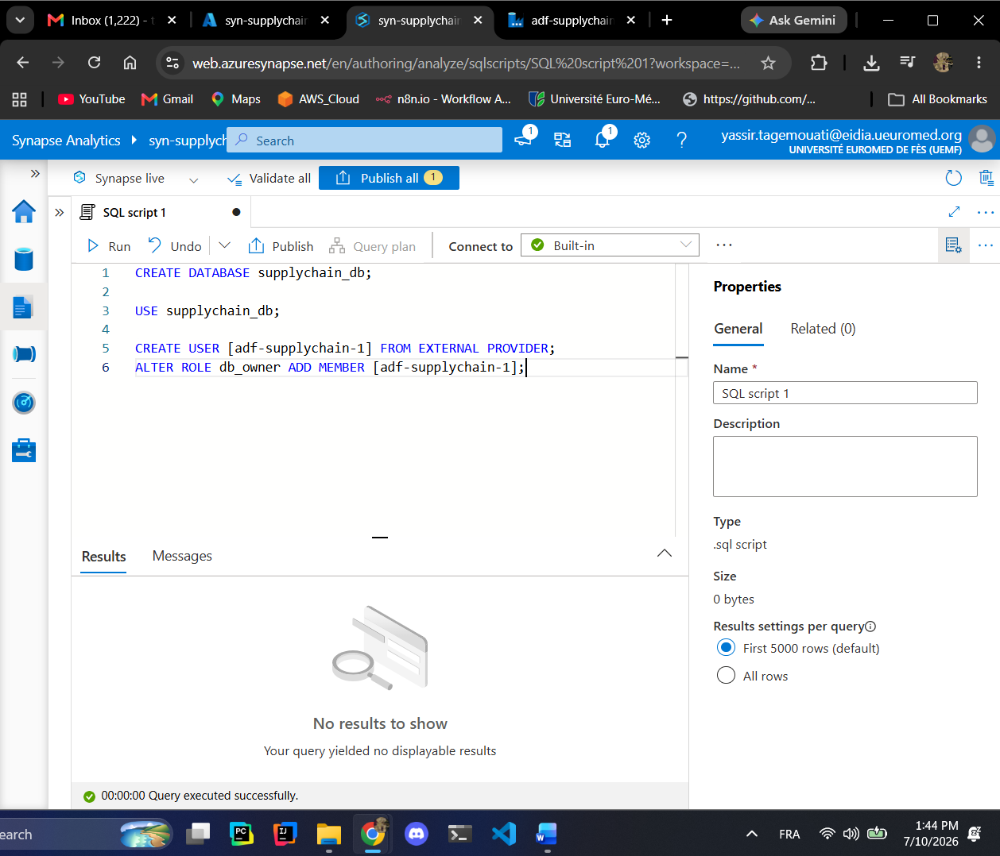 Inbox (1,222) - t
syn-supplychain
syn-supplychain
adf-supplychain
Ask Gemini
web.azuresynapse.net/en/authoring/analyze/sqlscripts/SQL%20script%201?workspace=...
YouTube
Gmail
Maps
AWS_Cloud
n8n.io - Workflow A...
Université Euro-Mé...
https://github.com/...
All Bookmarks
Synapse Analytics
syn-supplych
Search
1
1
yassir.tagemouati@eidia.ueuromed.org
UNIVERSITÉ EUROMED DE FÈS (UEMF)
Synapse live
Validate all
Publish all 1
SQL script 1
Run
Undo
Publish
Query plan
Connect to
Built-in
1 CREATE DATABASE supplychain_db;
2
3 USE supplychain_db;
4
5 CREATE USER [adf-supplychain-1] FROM EXTERNAL PROVIDER;
6 ALTER ROLE db_owner ADD MEMBER [adf-supplychain-1];
Properties
General
Related (0)
Name *
SQL script 1
Description
Type
.sql script
Size
0 bytes
Results settings per query
First 5000 rows (default)
All rows
Results
Messages
No results to show
Your query yielded no displayable results
00:00:00 Query executed successfully.
earch
PC
IJ
W
FRA
1:44 PM
7/10/2026